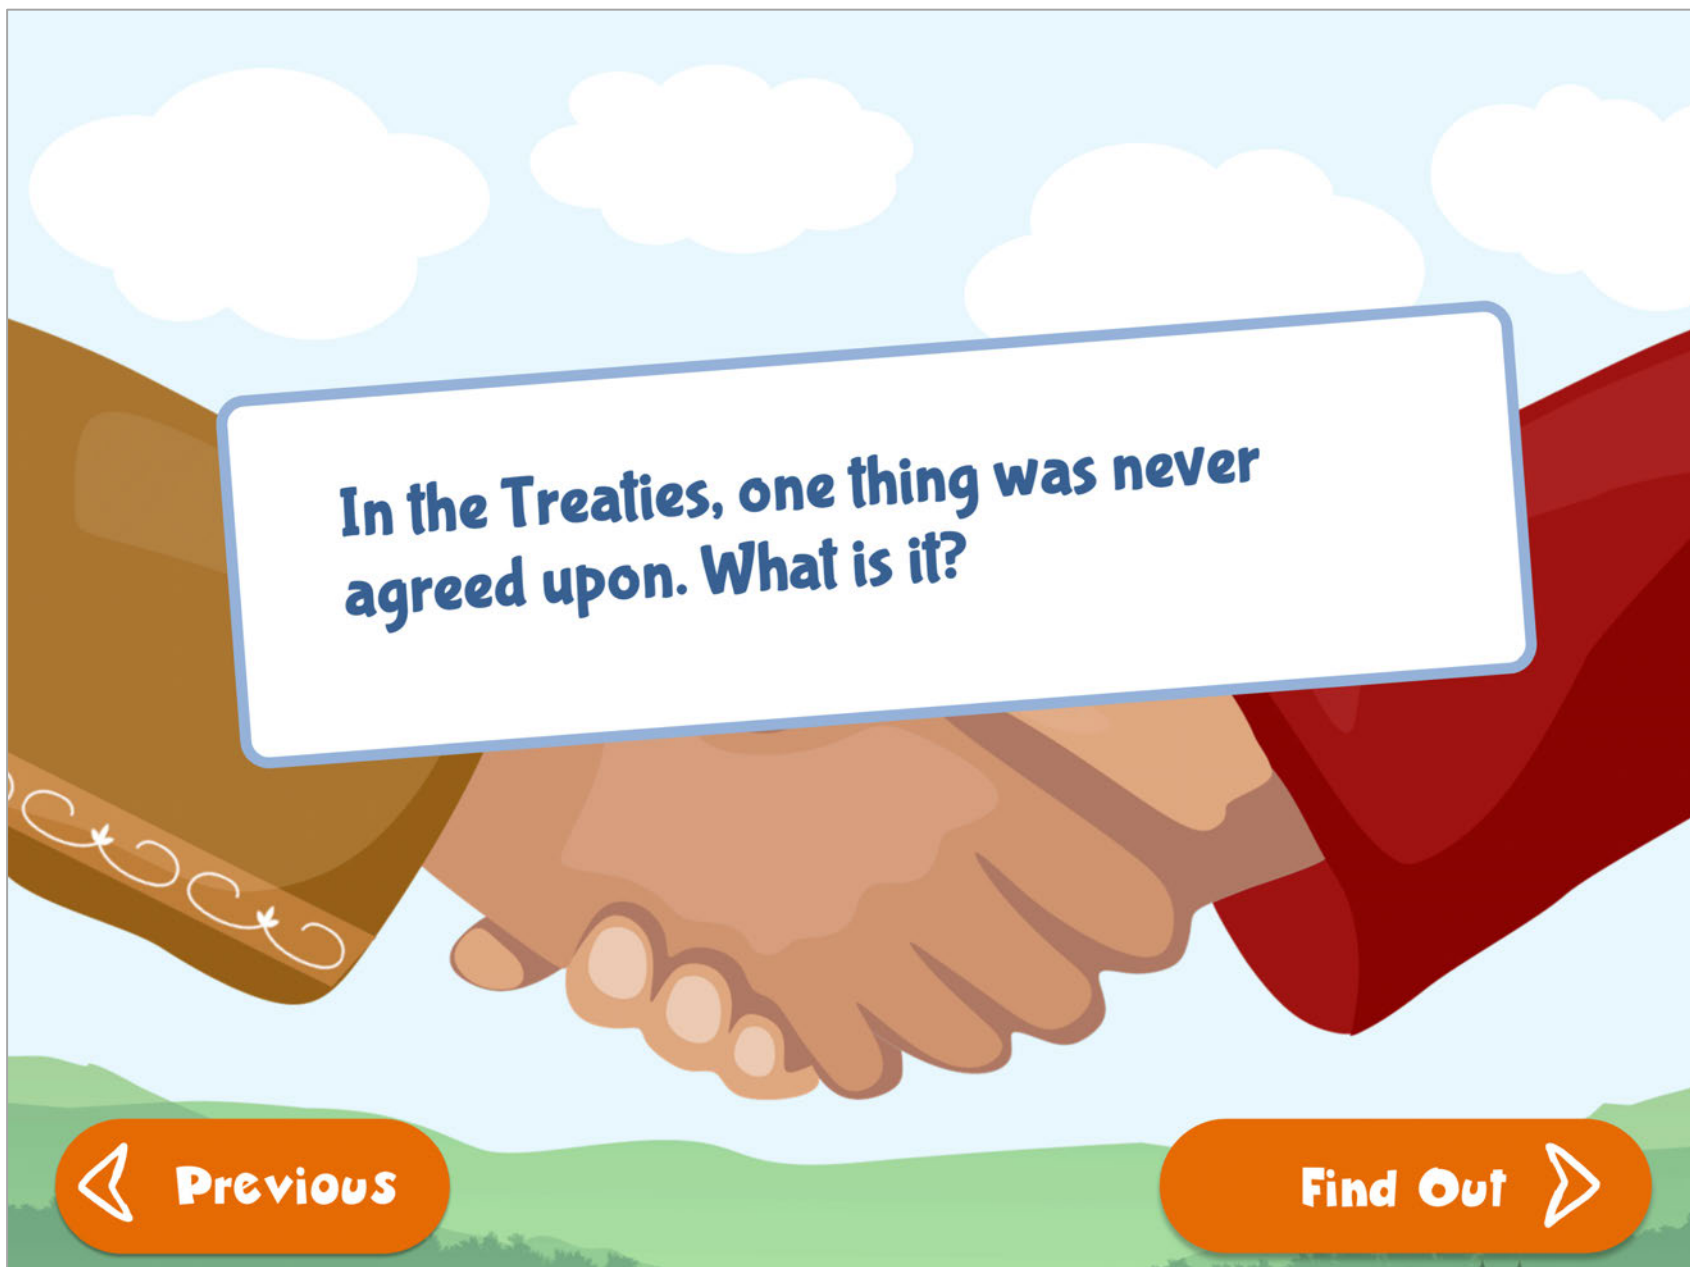 In the Treaties, one thing was never
agreed upon. What is it?
Previous
Find Out